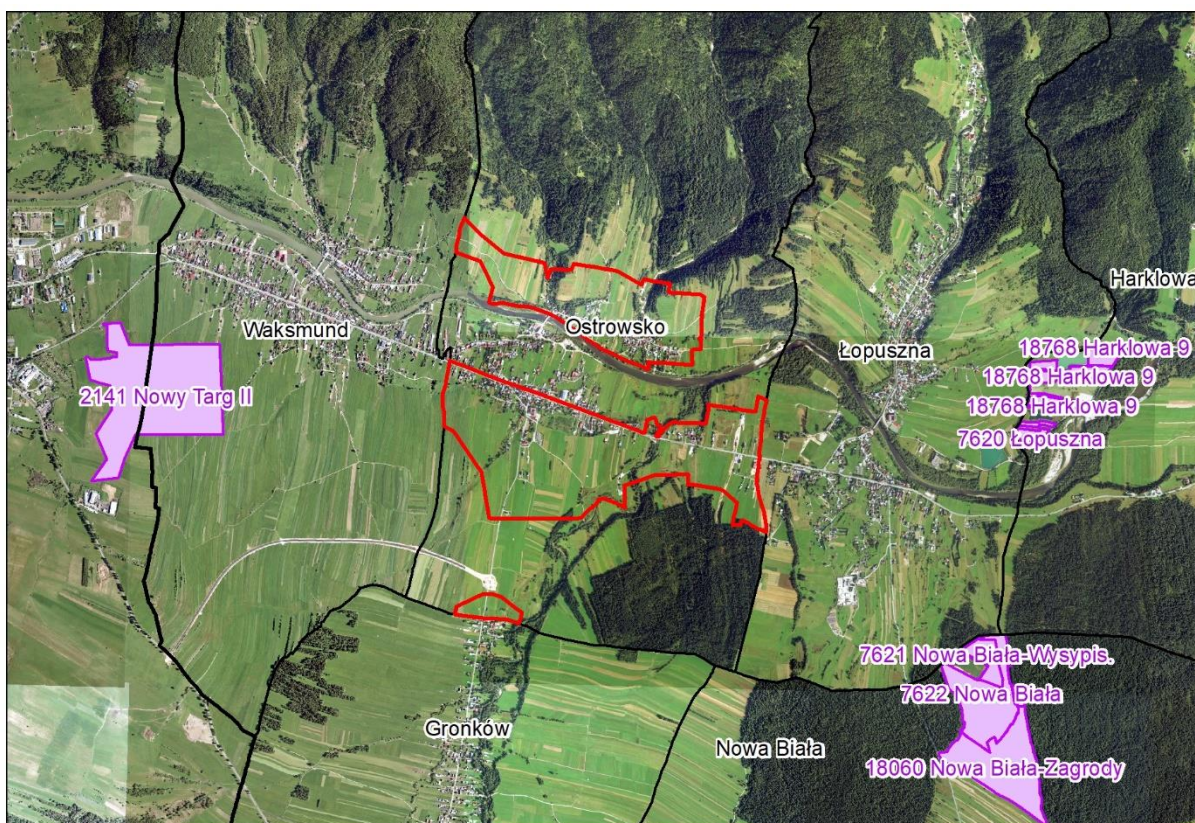 Harklowa
Waksmund
Ostrowsko
Łopuszna
18768 Harklowa 9
18768 Harklowa 9
2141 Nowy Targ II
18768 Harklowa 9
7620 Łopuszna
7621 Nowa Biała-Wysypis.
7622 Nowa Biała
Gronków
Nowa Biała
18060 Nowa Biała-Zagrody